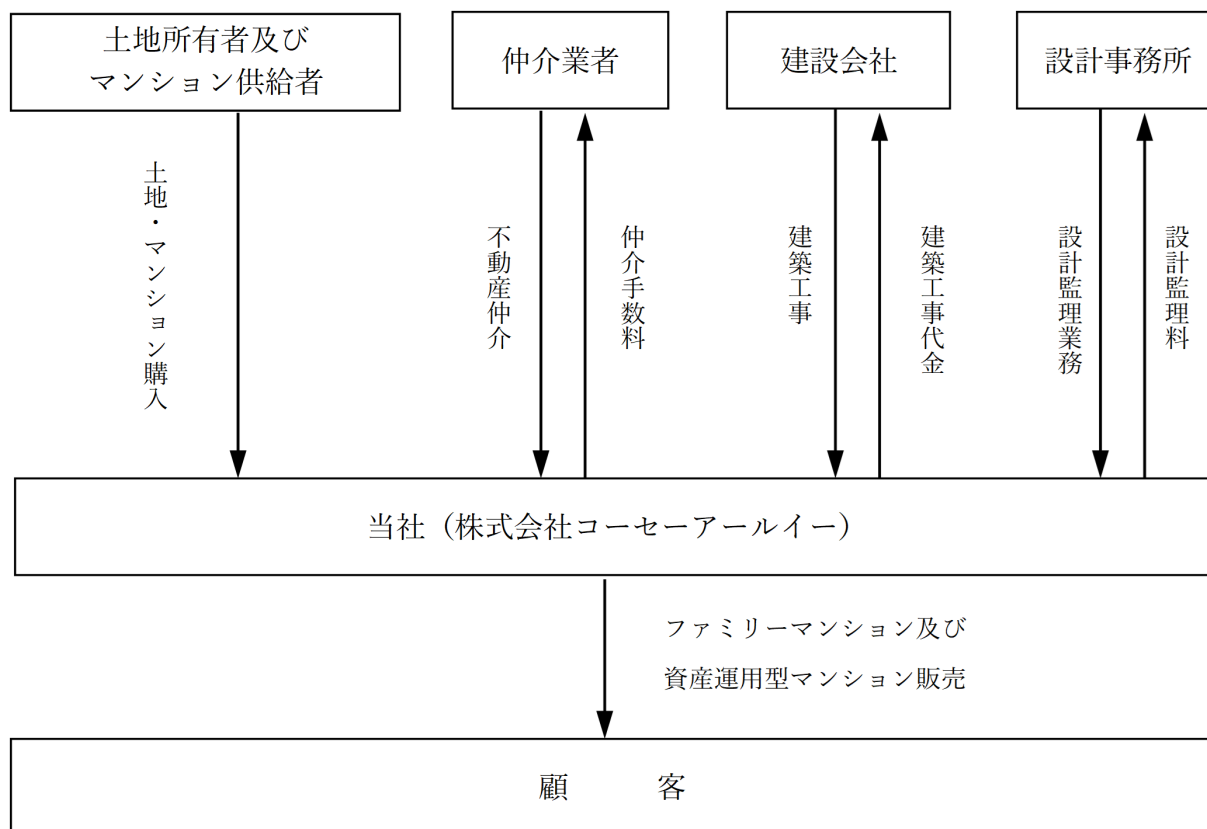 土地所有者及び
マンション供給者
仲介業者
建設会社
設計事務所
土地・マンション購入
不動産仲介
仲介手数料
建築工事
建築工事代金
設計監理業務
設計監理料
当社（株式会社コーセーアールイー）
ファミリーマンション及び
資産運用型マンション販売
顧　　　客